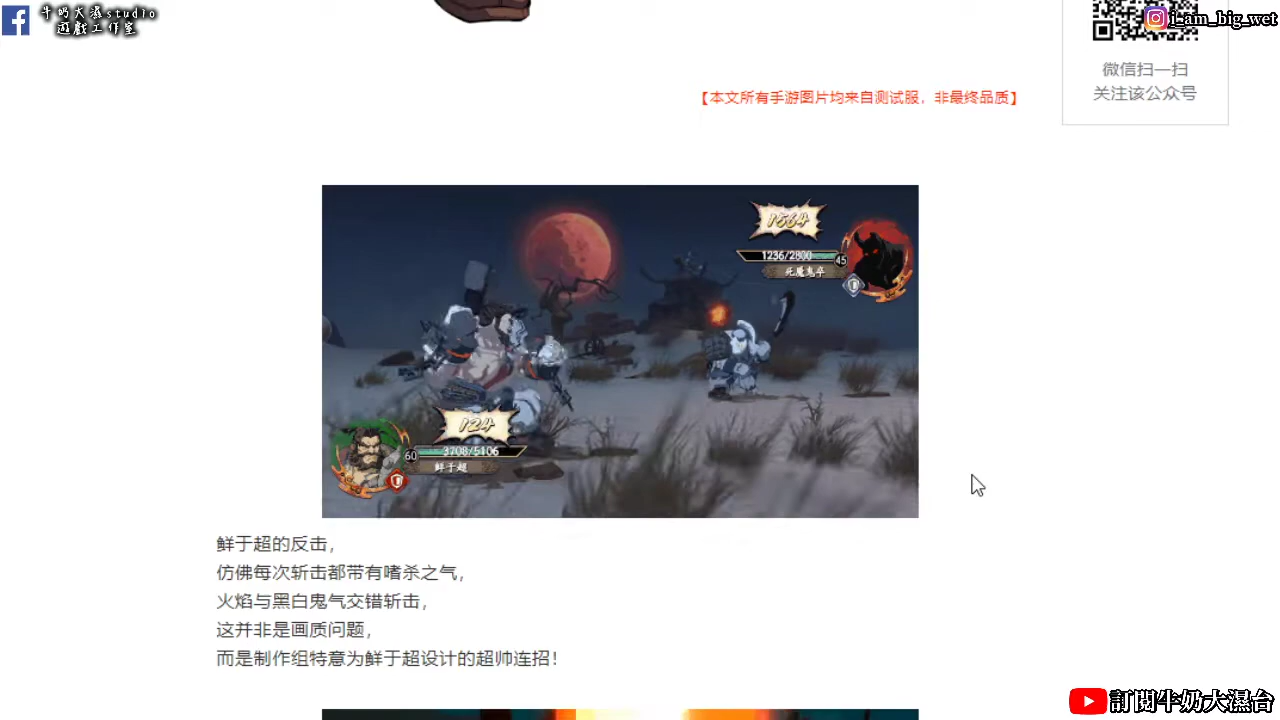 牛奶大濕studio
遊戲工作室
i_am_big_wet
微信扫一扫
关注该公众号
【本文所有手游图片均来自测试服，非最终品质】
1564
1236/2800
45
死魔鬼卒
124
60
3708/5106
鲜于超
鲜于超的反击，
仿佛每次斩击都带有嗜杀之气，
火焰与黑白鬼气交错斩击，
这并非是画质问题，
而是制作组特意为鲜于超设计的超帅连招！
訂閱牛奶大濕台